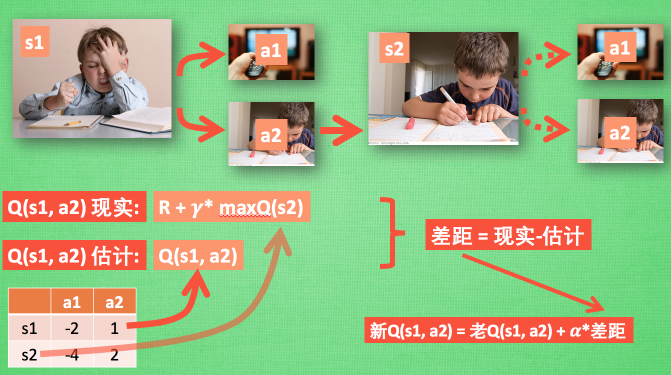 s1
a1
a2
s2
a1
a2
Q(s1, a2) 现实: R + γ* maxQ(s2)
Q(s1, a2) 估计: Q(s1, a2)
差距 = 现实-估计
新Q(s1, a2) = 老Q(s1, a2) + α*差距
a1 a2
s1 -2 1
s2 -4 2